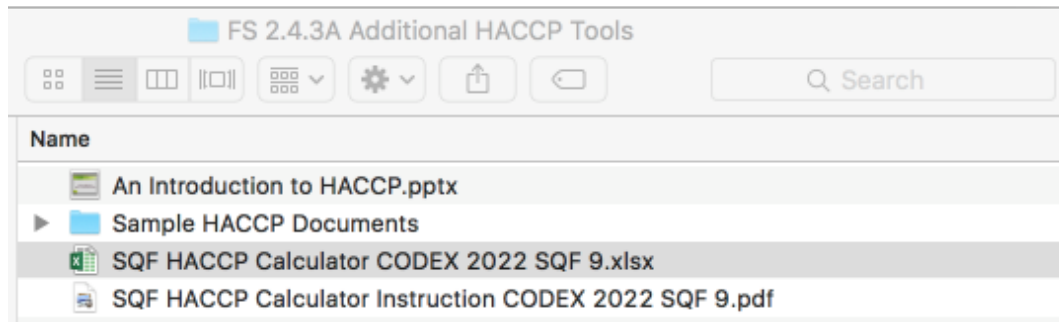 FS 2.4.3A Additional HACCP Tools
Search
Name
An Introduction to HACCP.pptx
Sample HACCP Documents
SQF HACCP Calculator CODEX 2022 SQF 9.xlsx
SQF HACCP Calculator Instruction CODEX 2022 SQF 9.pdf